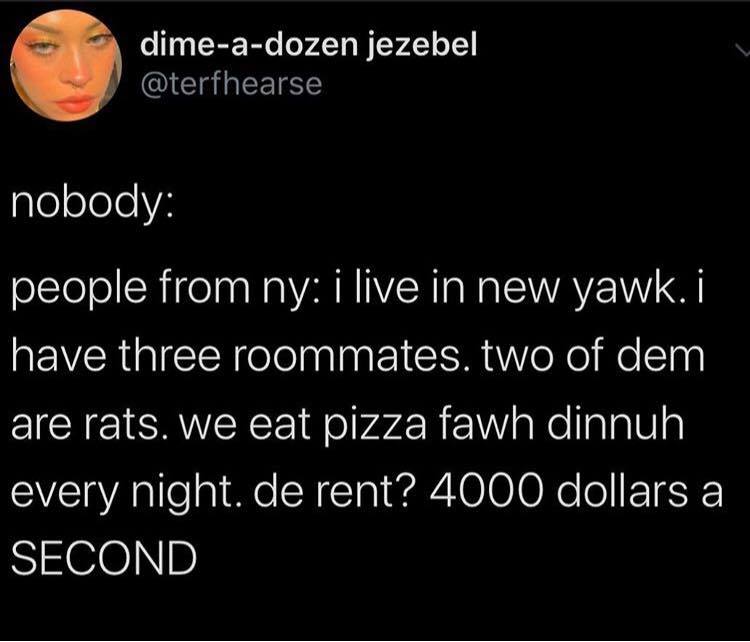 dime-a-dozen jezebel
@terfhearse
nobody:
people from ny: i live in new yawk. i
have three roommates. two of dem
are rats. we eat pizza fawh dinnuh
every night. de rent? 4000 dollars a
SECOND